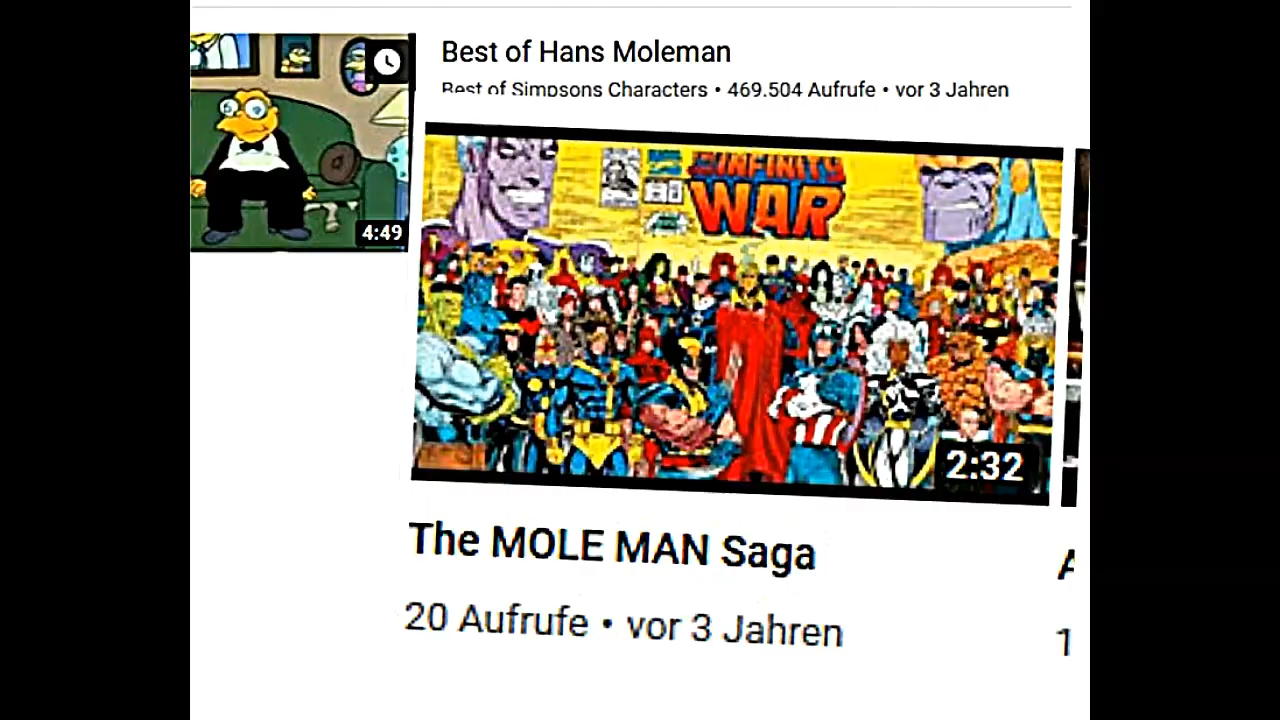 Best of Hans Moleman
Best of Simpsons Characters • 469.504 Aufrufe • vor 3 Jahren
4:49
INFINITY
WAR
2:32
The MOLE MAN Saga
20 Aufrufe • vor 3 Jahren
A
1